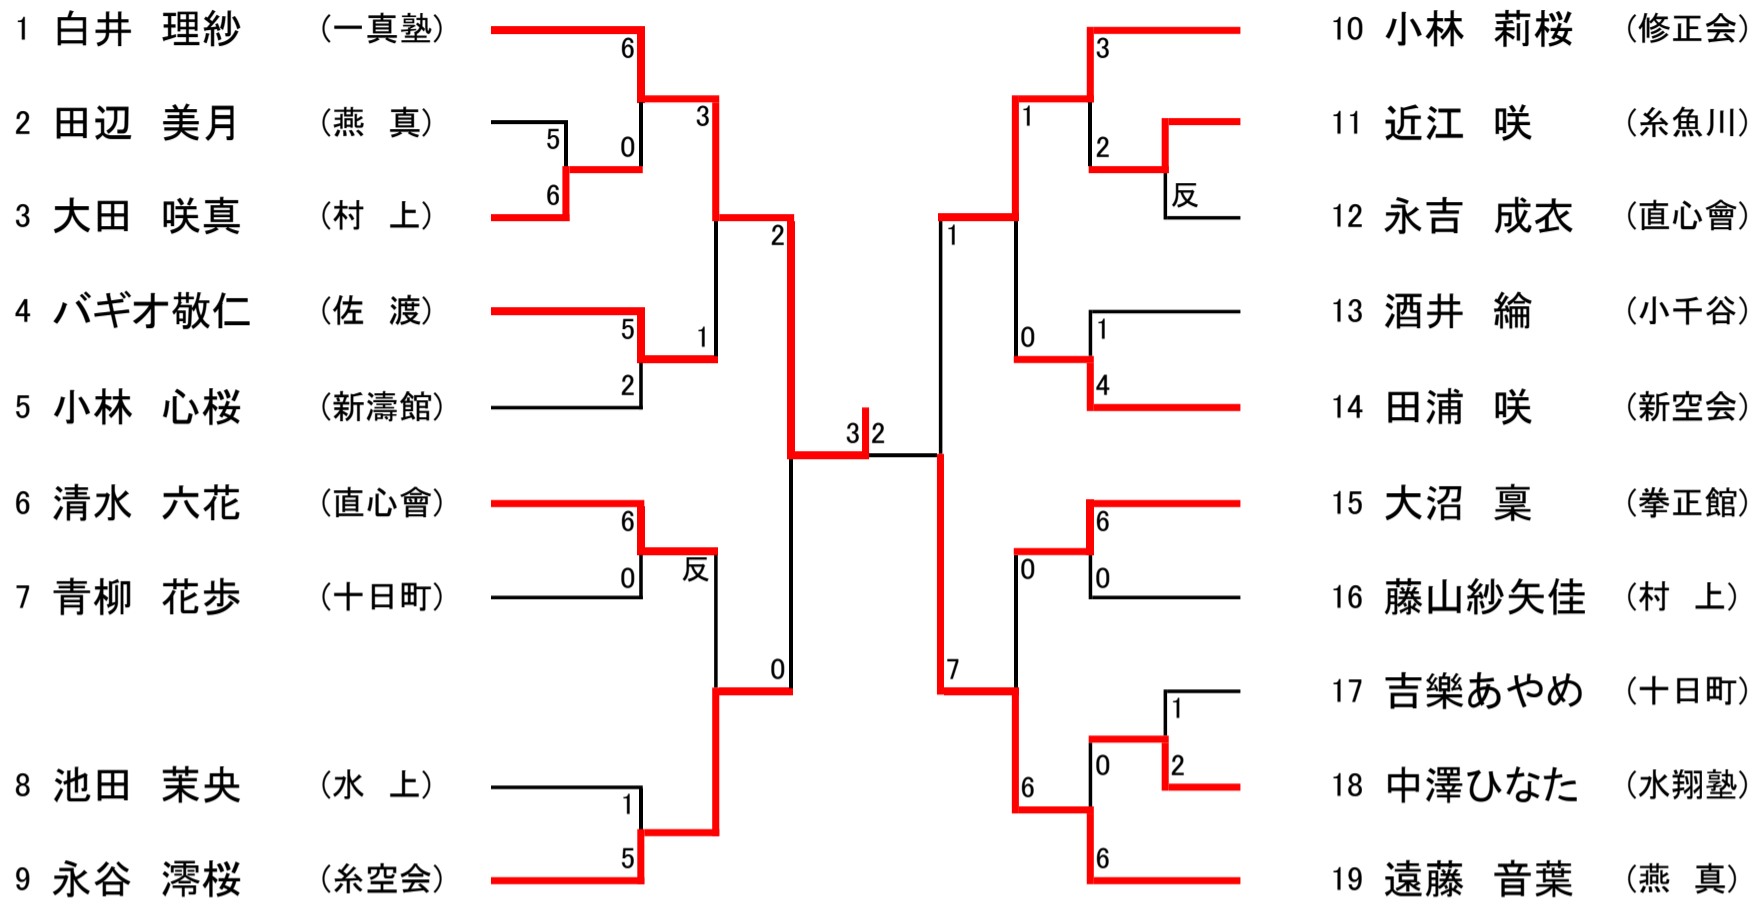 1 白井 理紗 （一真塾）
2 田辺 美月 （燕 真）
3 大田 咲真 （村 上）
4 バギオ敬仁 （佐 渡）
5 小林 心桜 （新濤館）
6 清水 六花 （直心會）
7 青柳 花歩 （十日町）
8 池田 茉央 （水 上）
9 永谷 澪桜 （糸空会）
6
5
0
6
3
5
1
2
2
6
0
反
0
1
5
3 2
1
7
3
1
2
反
0
1
4
6
0
0
1
0
2
6
6
10 小林 莉桜 （修正会）
11 近江 咲 （糸魚川）
12 永吉 成衣 （直心會）
13 酒井 綸 （小千谷）
14 田浦 咲 （新空会）
15 大沼 稟 （拳正館）
16 藤山紗矢佳 （村 上）
17 吉樂あやめ （十日町）
18 中澤ひなた （水翔塾）
19 遠藤 音葉 （燕 真）